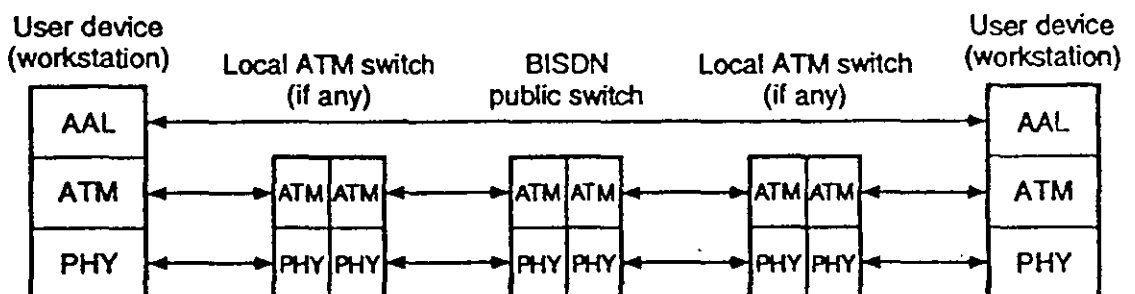 User device
(workstation)
Local ATM switch
(if any)
BISDN
public switch
Local ATM switch
(if any)
User device
(workstation)
AAL
AAL
ATM
ATM ATM
ATM ATM
ATM ATM
ATM
PHY
PHY PHY
PHY PHY
PHY PHY
PHY